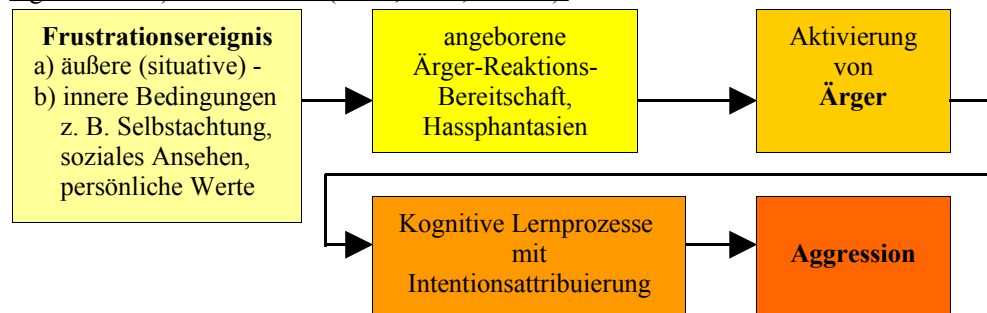 Frustrationsereignis
a) äußere (situative) -
b) innere Bedingungen
z. B. Selbstachtung,
soziales Ansehen,
persönliche Werte
angeborene
Ärger-Reaktions-
Bereitschaft,
Hassphantasien
Aktivierung
von
Ärger
Kognitive Lernprozesse
mit
Intentionsattribuierung
Aggression